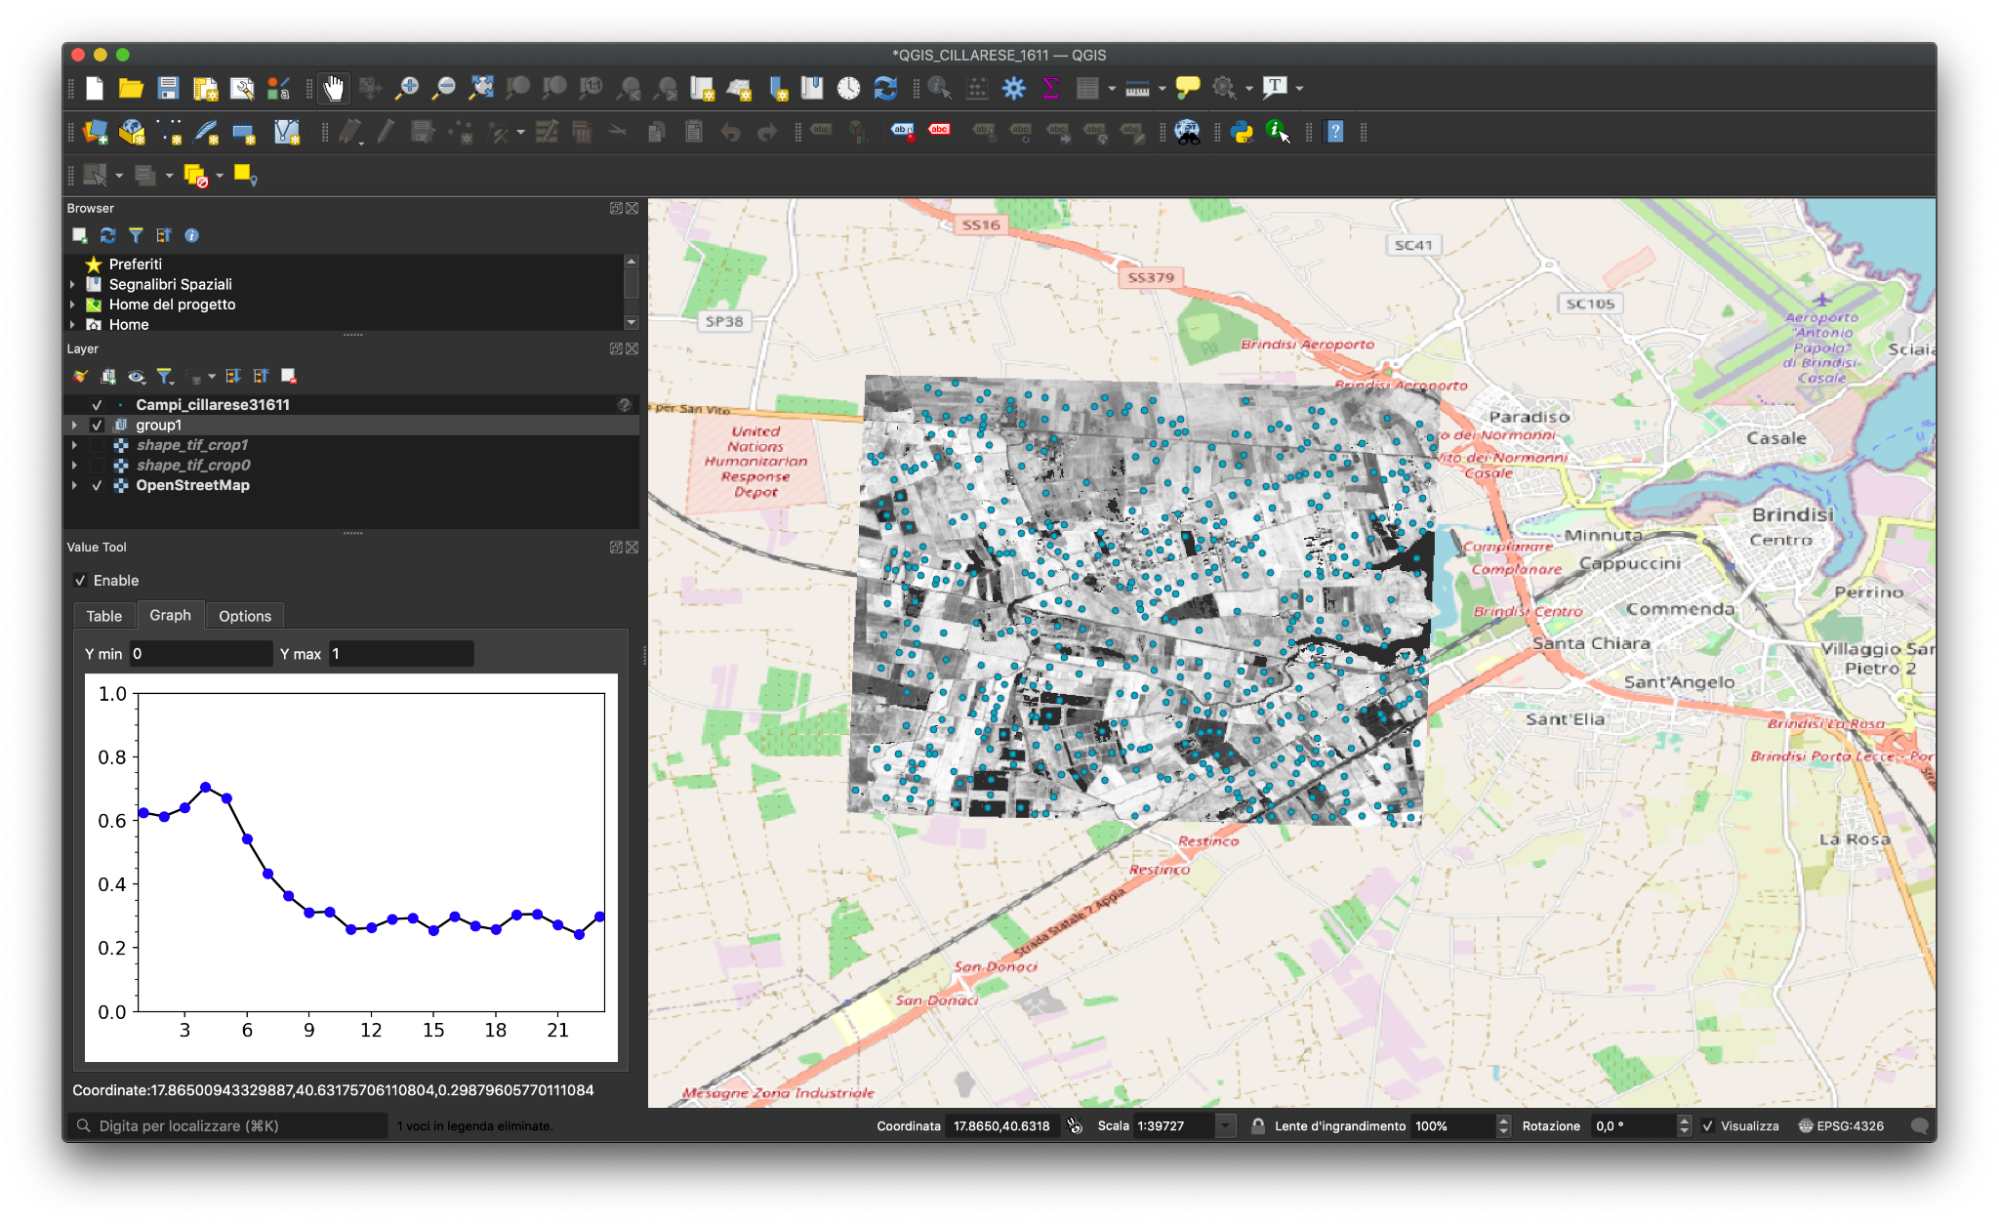 *QGIS_CILLARESE_1611 — QGIS
Browser
Preferiti
Segnalibri Spaziali
Home del progetto
Home
Layer
Campi_cillarese31611
group1
shape_tif_crop1
shape_tif_crop0
OpenStreetMap
Value Tool
Enable
Table Graph Options
Y min 0 Y max 1
1.0
0.8
0.6
0.4
0.2
0.0
3 6 9 12 15 18 21
Coordinate:17.86500943329887,40.63175706110804,0.29879605770111084
SS16
SC41
SS379
SC105
SP38
Aeroporto
"Antonio
Papola"
di Brindisi-
Casale
Brindisi Aeroporto
Brindisi Aeroporto
a per San Vito
Paradiso
United
Nations
Humanitarian
Response
Depot
o dei Normanni
Casale
Vito dei Normanni
Casale
Brindisi
Centro
Minnuta
Complanare
Complanare
Cappuccini
Perrino
Commenda
Brindisi Centro
Santa Chiara
Villaggio San
Pietro 2
Sant'Angelo
Sant'Elia
Brindisi La Rosa
Brindisi Porta Lecce - Por
La Rosa
Restinco
Restinco
Strada Statale 7 Appia
San Donaci
San Donaci
Mesagne Zona Industriale
Digita per localizzare (⌘K)
1 voci in legenda eliminate.
Coordinata 17.8650,40.6318 Scala 1:39727 Lente d'ingrandimento 100% Rotazione 0,0 ° Visualizza EPSG:4326